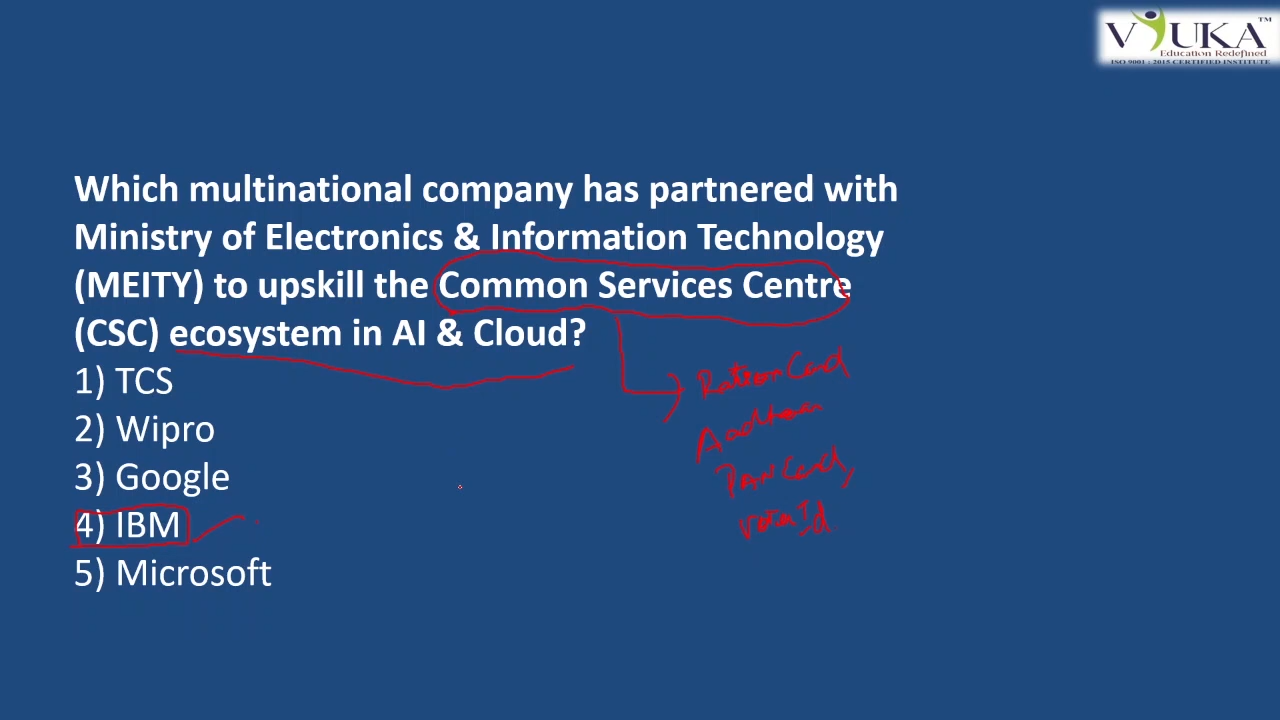 VYUKA™
Education Redefined
ISO 9001 : 2015 CERTIFIED INSTITUTE
Which multinational company has partnered with
Ministry of Electronics & Information Technology
(MEITY) to upskill the Common Services Centre
(CSC) ecosystem in AI & Cloud?
1) TCS
2) Wipro
3) Google
4) IBM
5) Microsoft
Ration Card
Aadhaar
Pan Card,
Voter Id